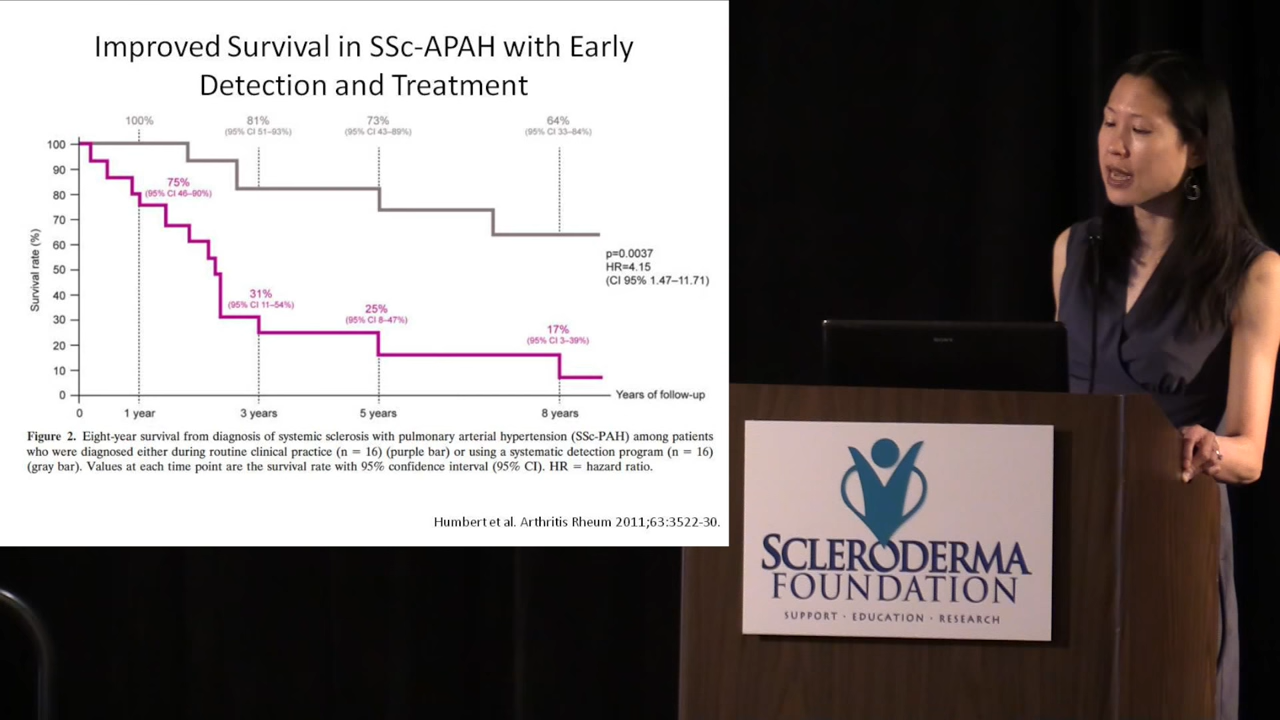 Improved Survival in SSc-APAH with Early
Detection and Treatment
100%
81%
(95% CI 51–93%)
73%
(95% CI 43–89%)
64%
(95% CI 33–84%)
100
90
80
70
60
50
40
30
20
10
0
Survival rate (%)
75%
(95% CI 46–90%)
31%
(95% CI 11–54%)
25%
(95% CI 8–47%)
17%
(95% CI 3–39%)
p=0.0037
HR=4.15
(CI 95% 1.47–11.71)
Years of follow-up
0
1 year
3 years
5 years
8 years
Figure 2. Eight-year survival from diagnosis of systemic sclerosis with pulmonary arterial hypertension (SSc-PAH) among patients
who were diagnosed either during routine clinical practice (n = 16) (purple bar) or using a systematic detection program (n = 16)
(gray bar). Values at each time point are the survival rate with 95% confidence interval (95% CI). HR = hazard ratio.
Humbert et al. Arthritis Rheum 2011;63:3522-30.
SONY
SCLERODERMA
FOUNDATION
SUPPORT · EDUCATION · RESEARCH